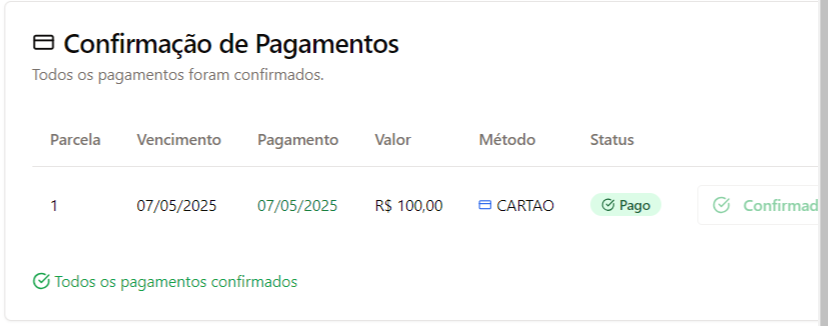 Confirmação de Pagamentos
Todos os pagamentos foram confirmados.
Parcela Vencimento Pagamento Valor Método Status
1 07/05/2025 07/05/2025 R$ 100,00 CARTAO Pago Confirmad
Todos os pagamentos confirmados